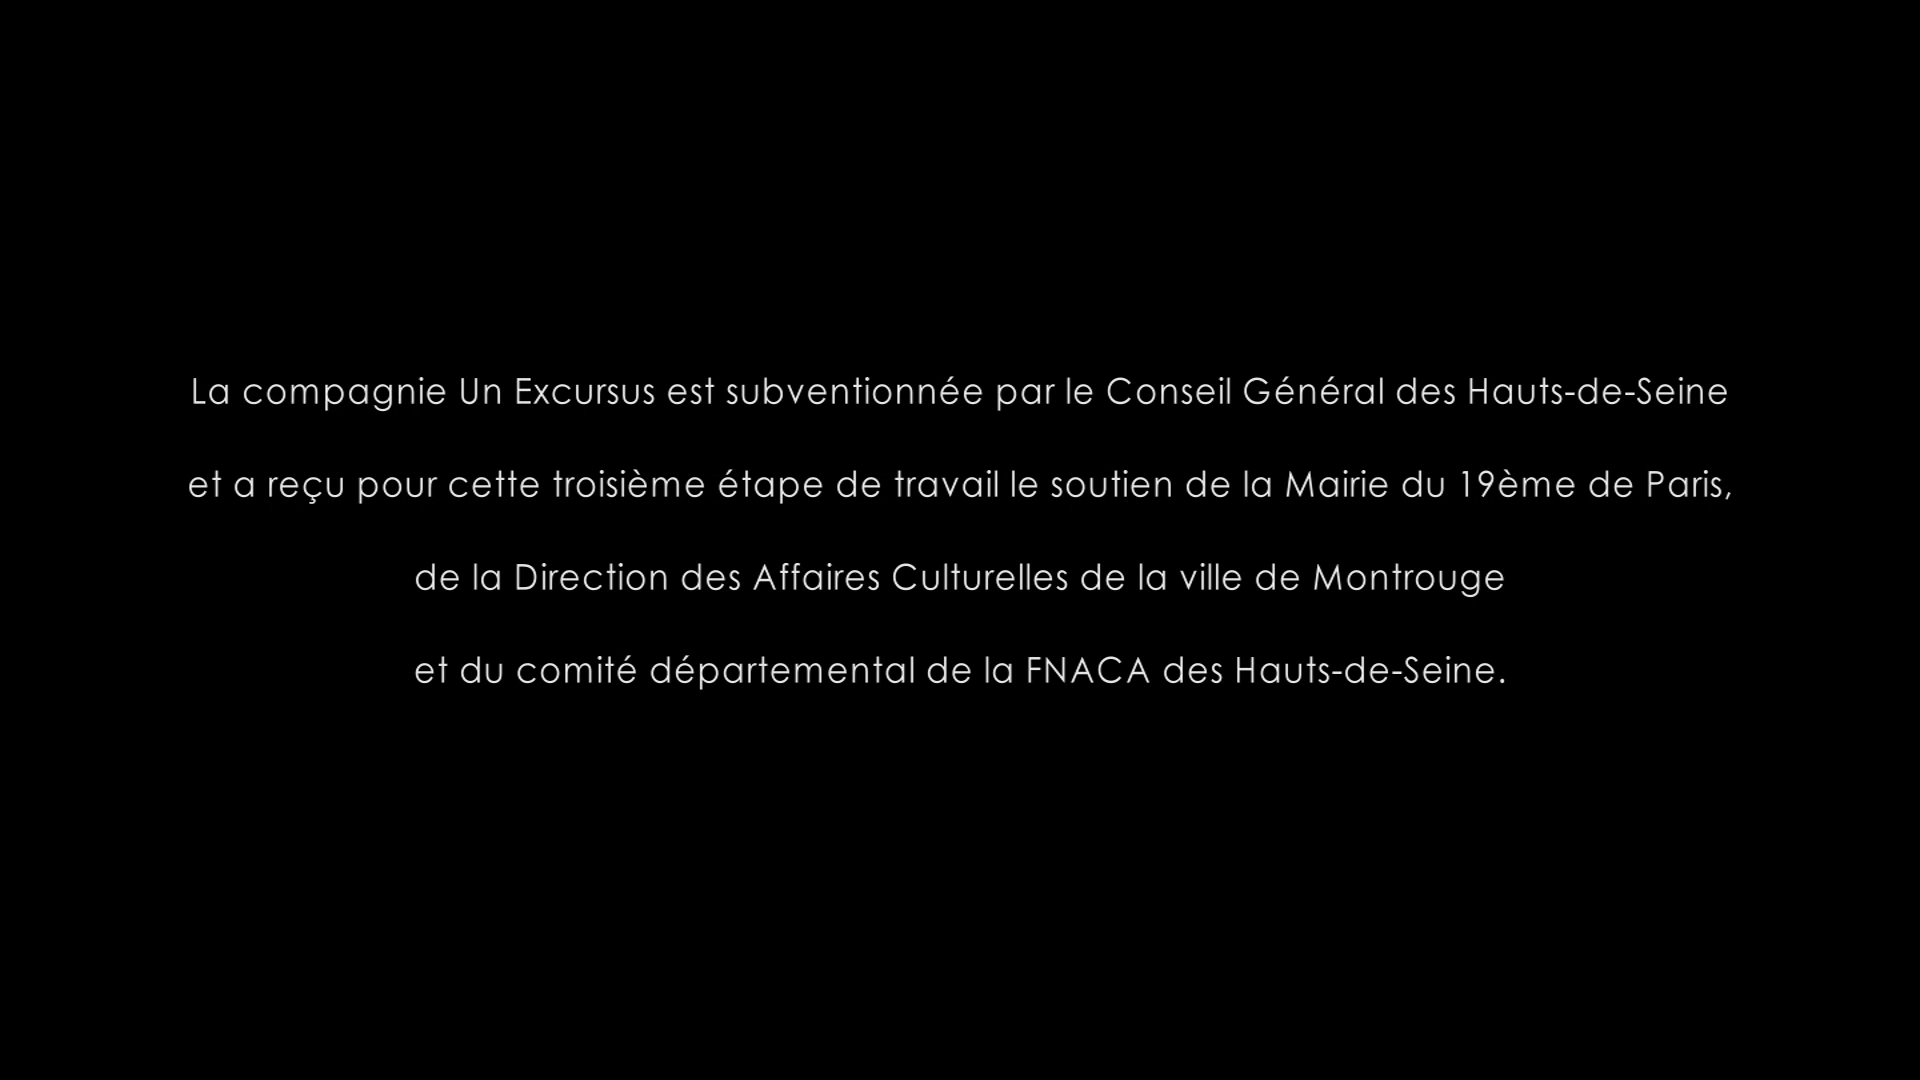 La compagnie Un Excursus est subventionnée par le Conseil Général des Hauts-de-Seine
et a reçu pour cette troisième étape de travail le soutien de la Mairie du 19ème de Paris,
de la Direction des Affaires Culturelles de la ville de Montrouge
et du comité départemental de la FNACA des Hauts-de-Seine.